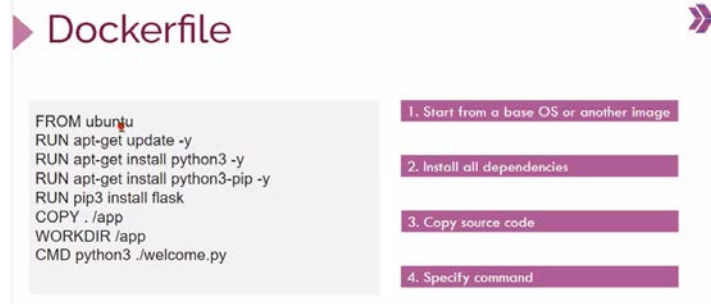 Dockerfile
FROM ubuntu
RUN apt-get update -y
RUN apt-get install python3 -y
RUN apt-get install python3-pip -y
RUN pip3 install flask
COPY . /app
WORKDIR /app
CMD python3 ./welcome.py
1. Start from a base OS or another image
2. Install all dependencies
3. Copy source code
4. Specify command